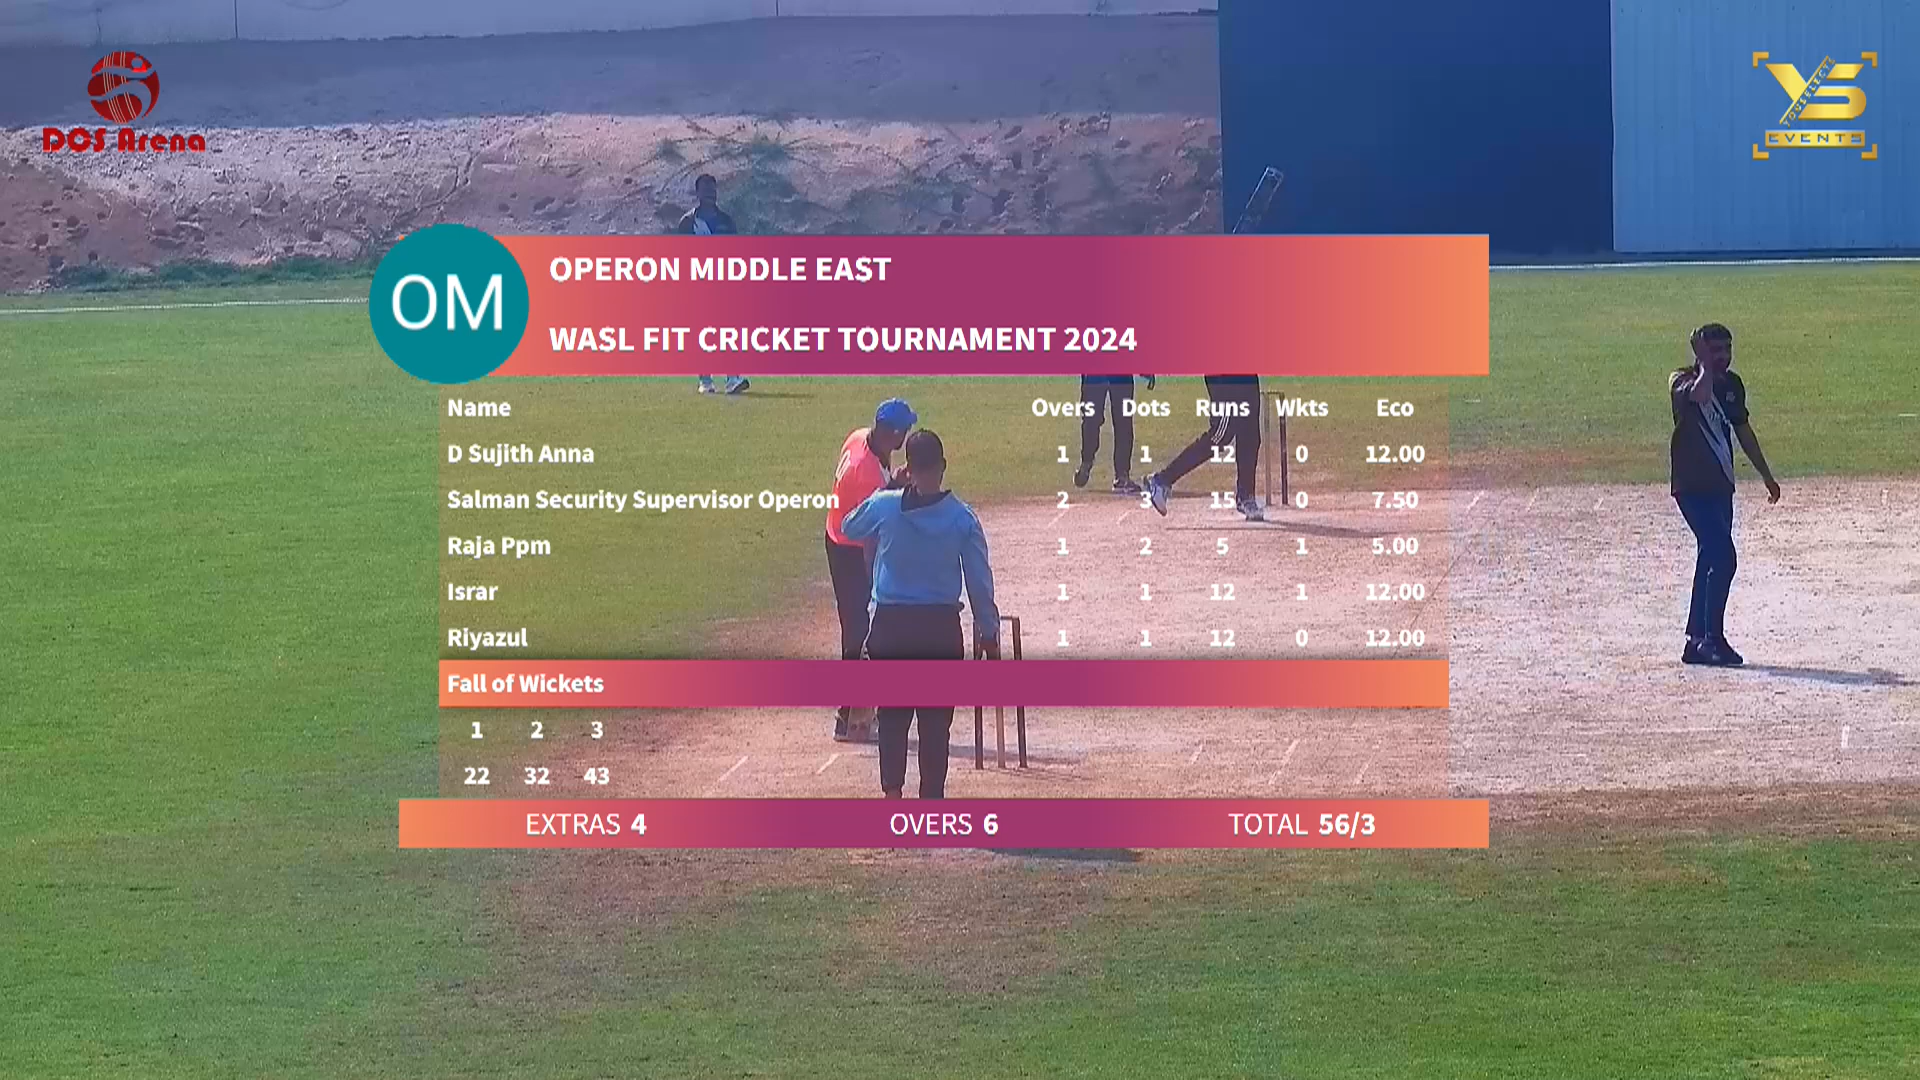 DOS Arena
YS
YOUSELECTS
EVENTS
OM
OPERON MIDDLE EAST
WASL FIT CRICKET TOURNAMENT 2024
Name Overs Dots Runs Wkts Eco
D Sujith Anna 1 1 12 0 12.00
Salman Security Supervisor Operon 2 3 15 0 7.50
Raja Ppm 1 2 5 1 5.00
Israr 1 1 12 1 12.00
Riyazul 1 1 12 0 12.00
Fall of Wickets
1 2 3
22 32 43
EXTRAS 4 OVERS 6 TOTAL 56/3